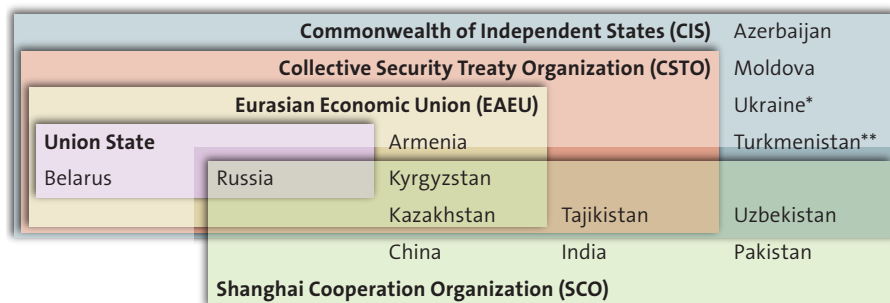 Commonwealth of Independent States (CIS) Azerbaijan
Collective Security Treaty Organization (CSTO) Moldova
Eurasian Economic Union (EAEU) Ukraine*
Union State Armenia Turkmenistan**
Belarus Russia Kyrgyzstan
Kazakhstan Tajikistan Uzbekistan
China India Pakistan
Shanghai Cooperation Organization (SCO)